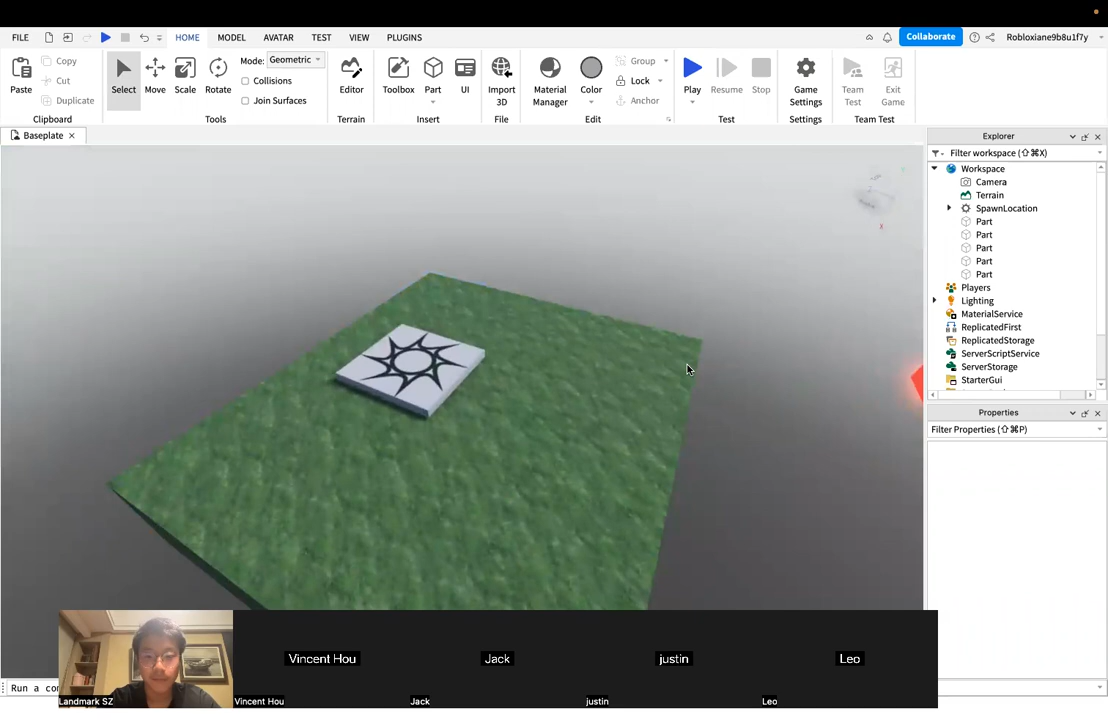 FILE HOME MODEL AVATAR TEST VIEW PLUGINS Collaborate Robloxiane9b8u1f7y
Paste Copy Cut Duplicate
Clipboard
Select Move Scale Rotate Mode: Geometric
Collisions
Join Surfaces
Tools
Editor
Terrain
Toolbox Part UI
Insert
Import 3D
File
Material Manager Color Group Lock Anchor
Edit
Play Resume Stop
Test
Game Settings
Settings
Team Test Exit Game
Team Test
Baseplate
Explorer
Filter workspace (⇧⌘X)
Workspace
Camera
Terrain
SpawnLocation
Part
Part
Part
Part
Part
Players
Lighting
MaterialService
ReplicatedFirst
ReplicatedStorage
ServerScriptService
ServerStorage
StarterGui
Properties
Filter Properties (⇧⌘P)
X
Run a co
Landmark SZ
Vincent Hou
Vincent Hou
Jack
Jack
justin
justin
Leo
Leo